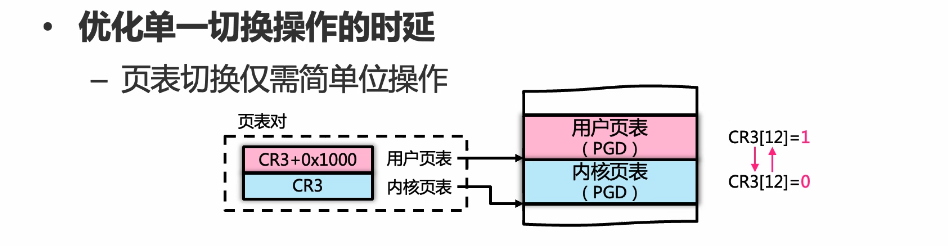 • 优化单一切换操作的时延
– 页表切换仅需简单位操作
页表对
CR3+0x1000
CR3
用户页表
内核页表
用户页表
（PGD）
内核页表
（PGD）
CR3[12]=1
CR3[12]=0